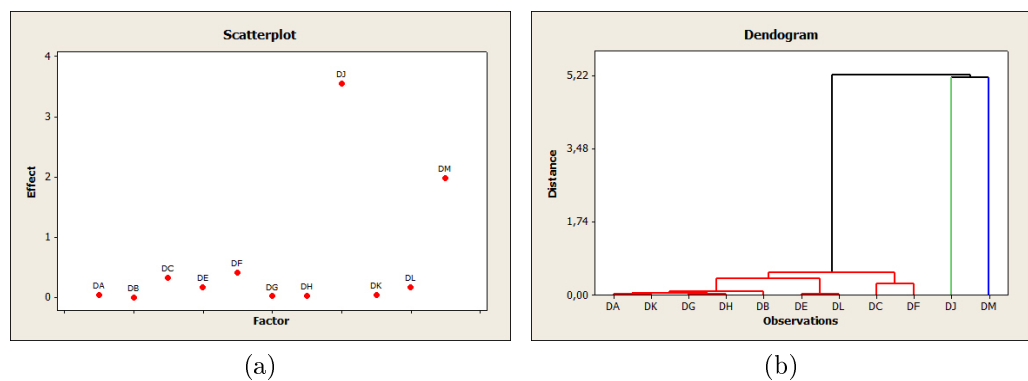 Scatterplot
4
3
2
1
0
Effect
DA
DB
DC
DE
DF
DG
DH
DJ
DK
DL
DM
Factor
(a)
Dendogram
5,22
3,48
1,74
0,00
Distance
DA DK DG DH DB DE DL DC DF DJ DM
Observations
(b)